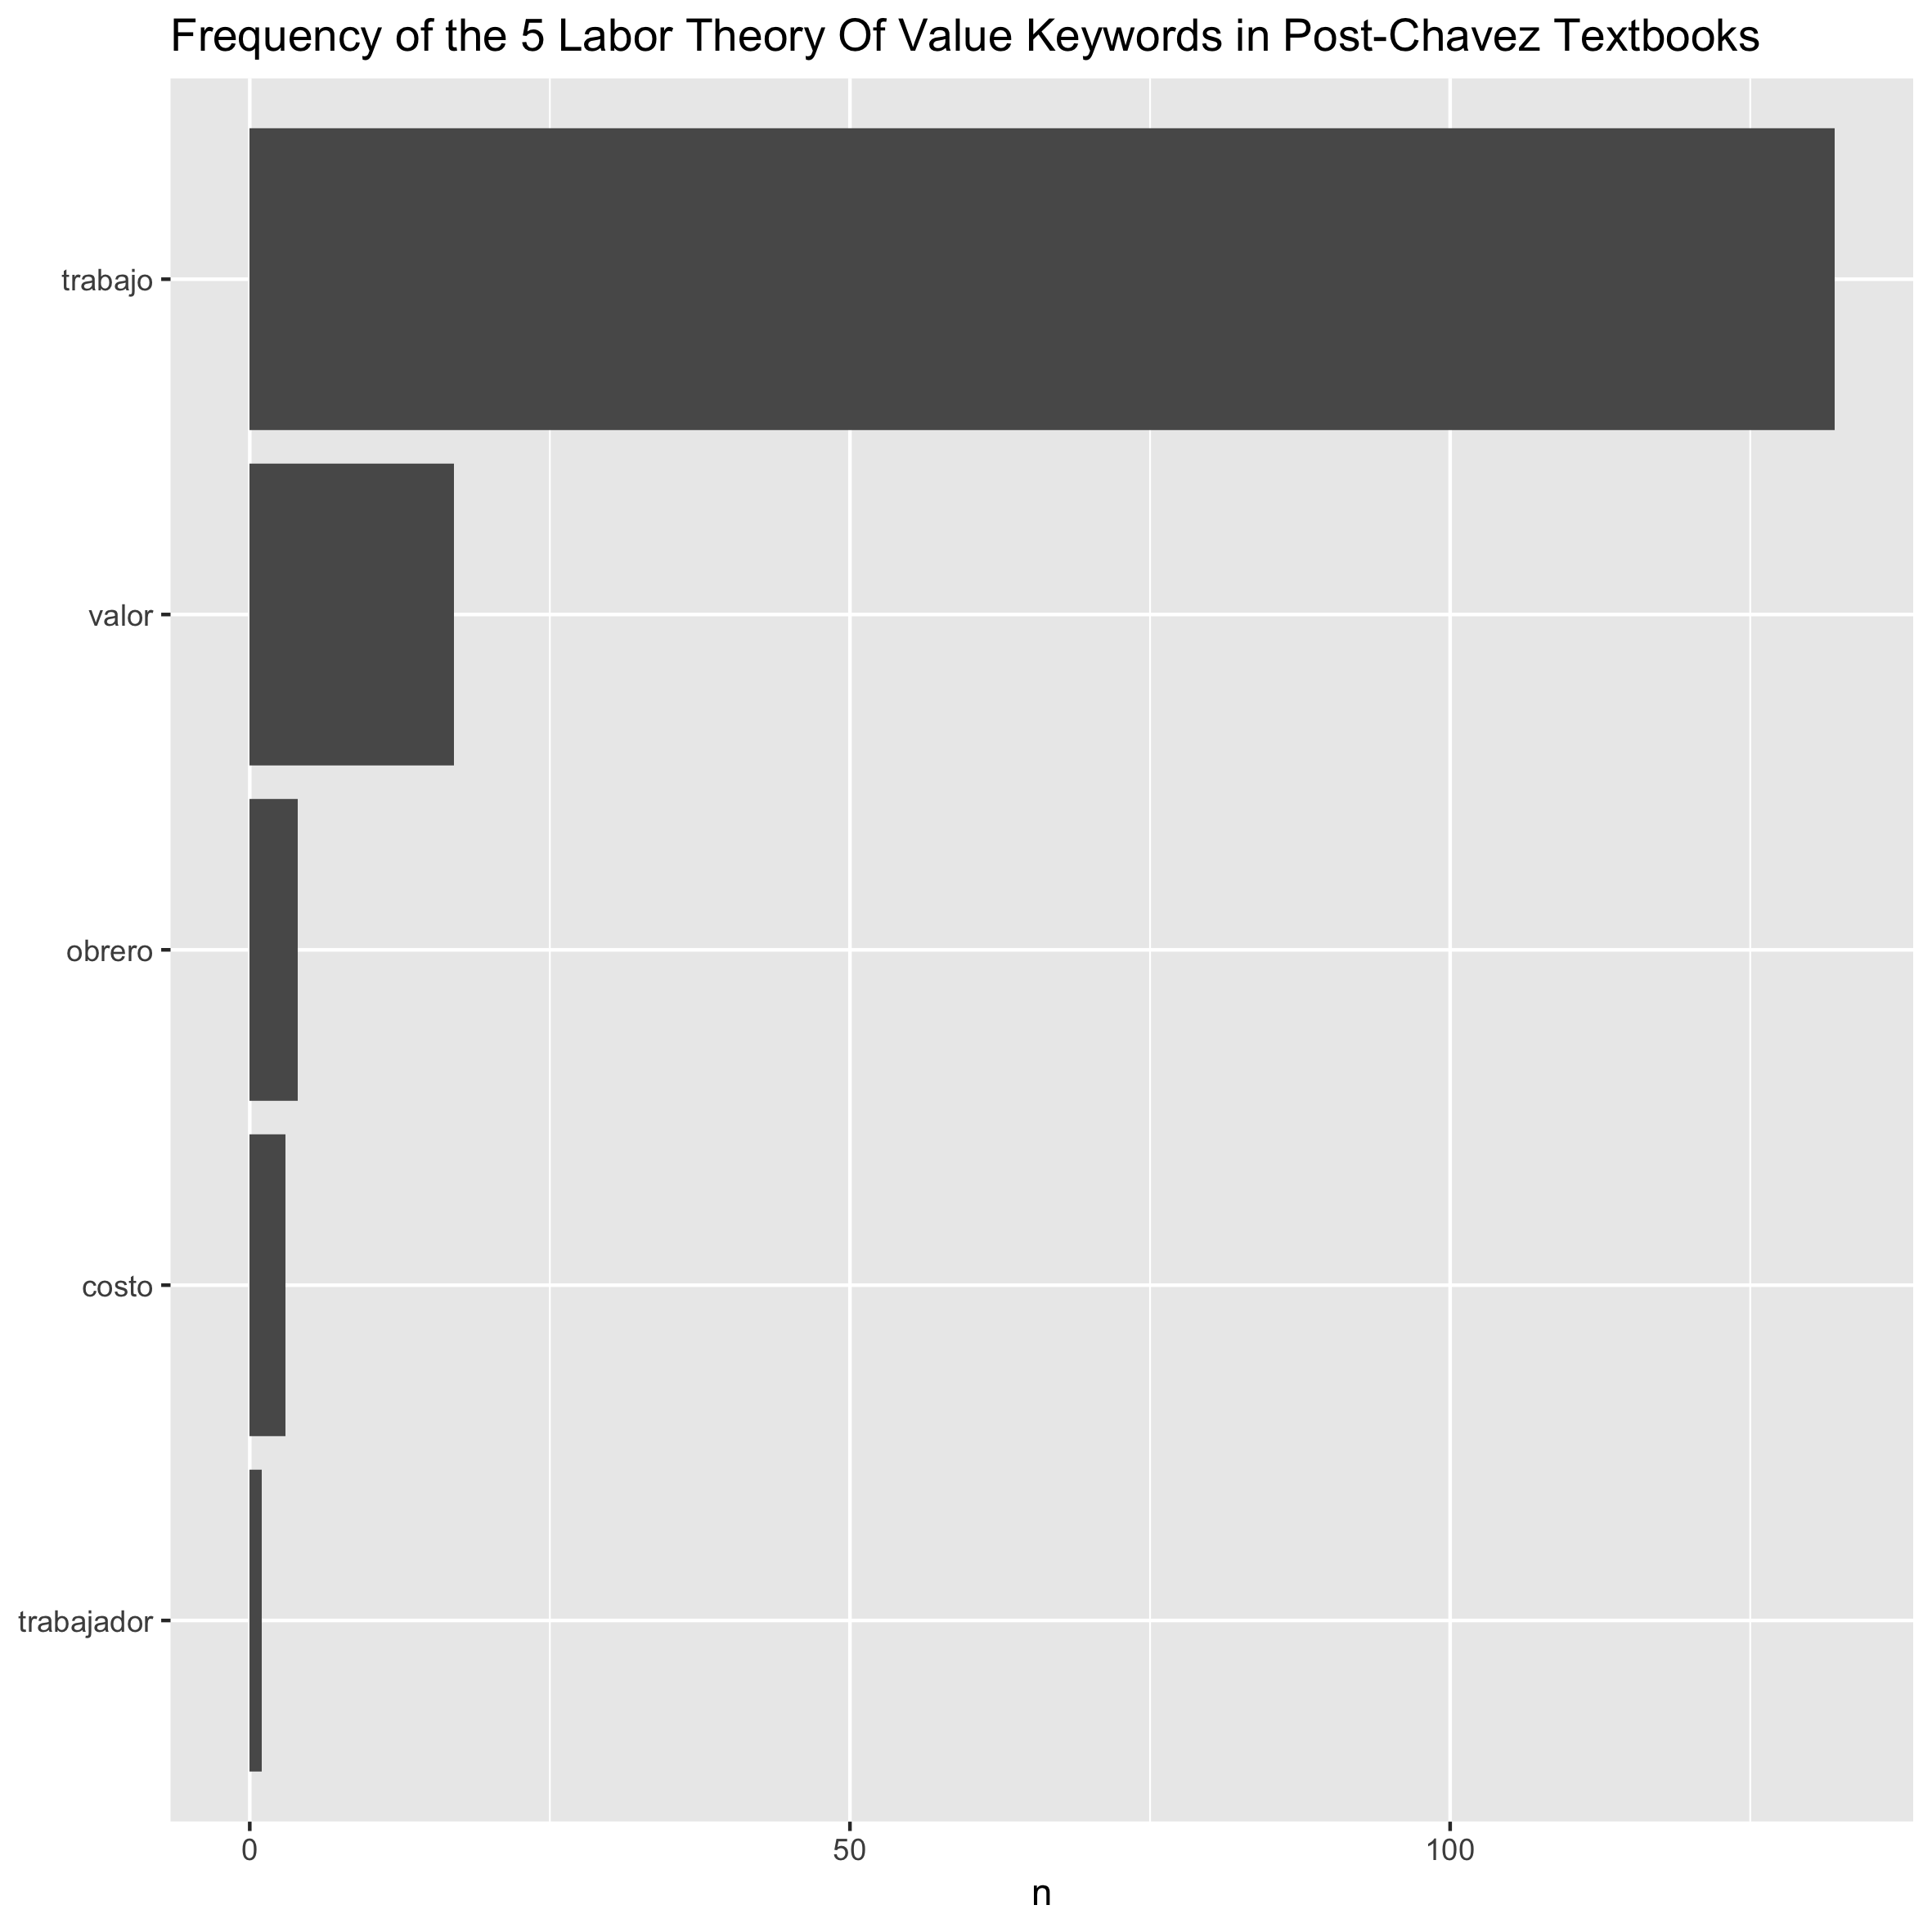 Frequency of the 5 Labor Theory Of Value Keywords in Post-Chavez Textbooks
trabajo
valor
obrero
costo
trabajador
0 50 100
n